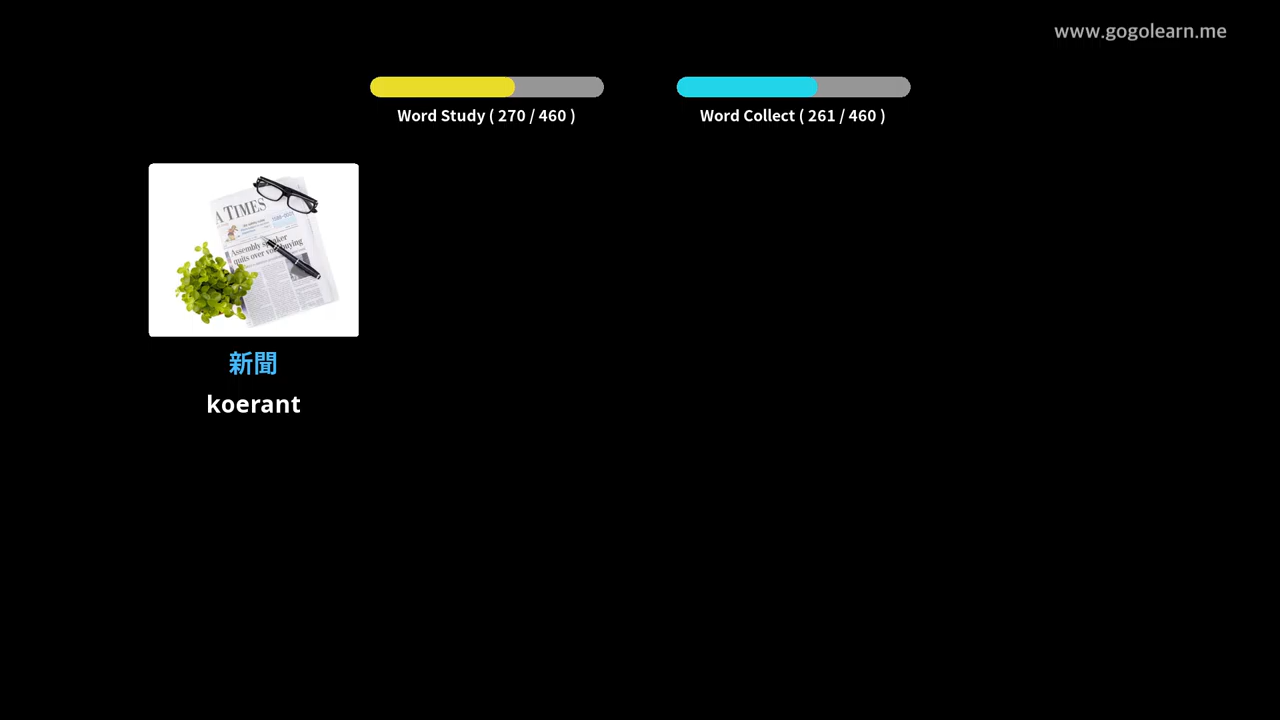 www.gogolearn.me
Word Study ( 270 / 460 )
Word Collect ( 261 / 460 )
A TIMES
新聞
koerant